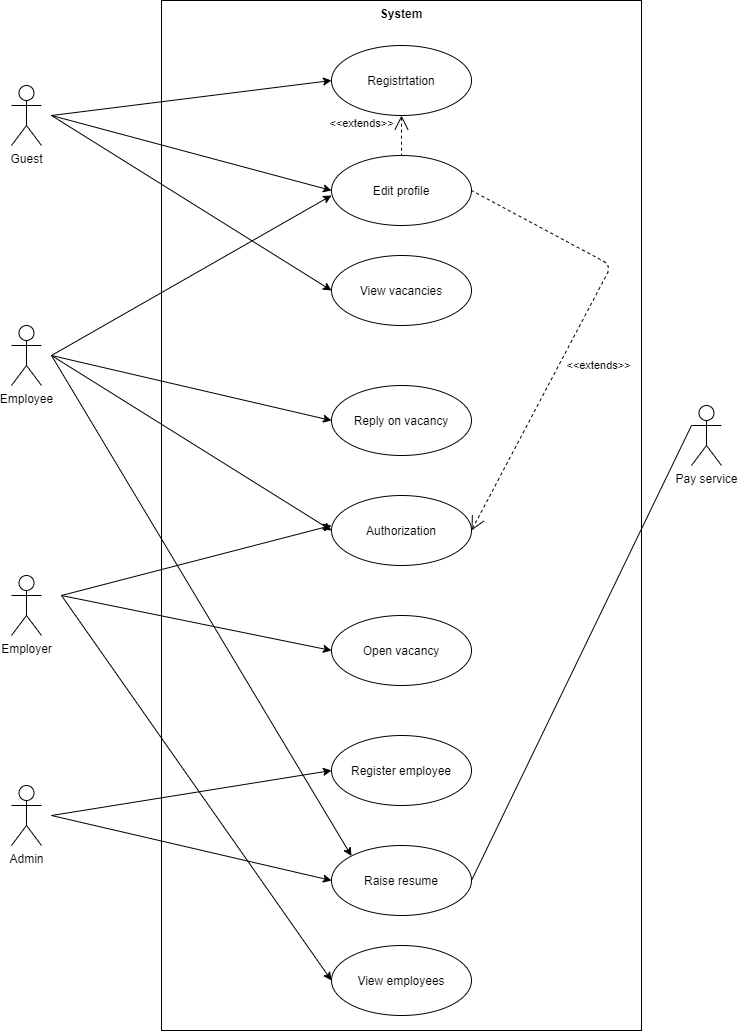 System
Registrtation
<<extends>>
Guest
Edit profile
View vacancies
Employee
<<extends>>
Reply on vacancy
Pay service
Authorization
Employer
Open vacancy
Register employee
Admin
Raise resume
View employees